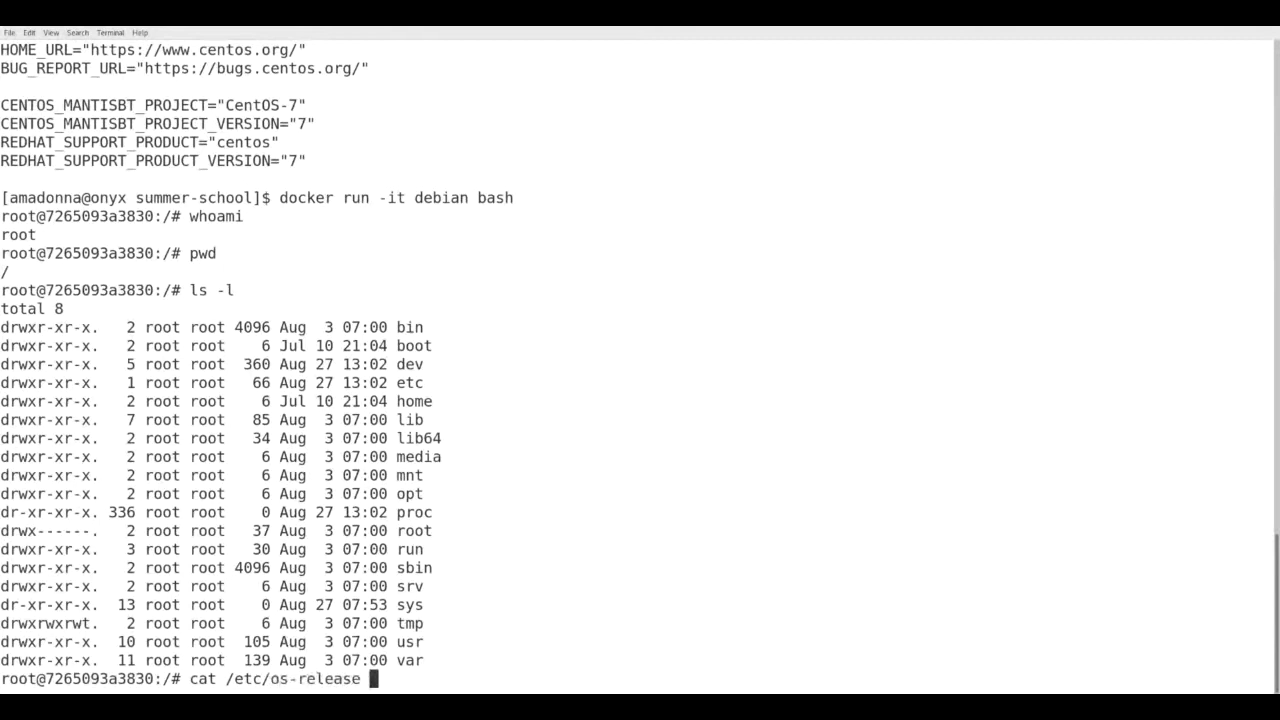 File Edit View Search Terminal Help
HOME_URL="https://www.centos.org/"
BUG_REPORT_URL="https://bugs.centos.org/"
CENTOS_MANTISBT_PROJECT="CentOS-7"
CENTOS_MANTISBT_PROJECT_VERSION="7"
REDHAT_SUPPORT_PRODUCT="centos"
REDHAT_SUPPORT_PRODUCT_VERSION="7"
[amadonna@onyx summer-school]$ docker run -it debian bash
root@7265093a3830:/# whoami
root
root@7265093a3830:/# pwd
/
root@7265093a3830:/# ls -l
total 8
drwxr-xr-x.   2 root root 4096 Aug  3 07:00 bin
drwxr-xr-x.   2 root root    6 Jul 10 21:04 boot
drwxr-xr-x.   5 root root  360 Aug 27 13:02 dev
drwxr-xr-x.   1 root root   66 Aug 27 13:02 etc
drwxr-xr-x.   2 root root    6 Jul 10 21:04 home
drwxr-xr-x.   7 root root   85 Aug  3 07:00 lib
drwxr-xr-x.   2 root root   34 Aug  3 07:00 lib64
drwxr-xr-x.   2 root root    6 Aug  3 07:00 media
drwxr-xr-x.   2 root root    6 Aug  3 07:00 mnt
drwxr-xr-x.   2 root root    6 Aug  3 07:00 opt
dr-xr-xr-x. 336 root root    0 Aug 27 13:02 proc
drwx------.   2 root root   37 Aug  3 07:00 root
drwxr-xr-x.   3 root root   30 Aug  3 07:00 run
drwxr-xr-x.   2 root root 4096 Aug  3 07:00 sbin
drwxr-xr-x.   2 root root    6 Aug  3 07:00 srv
dr-xr-xr-x.  13 root root    0 Aug 27 07:53 sys
drwxrwxrwt.   2 root root    6 Aug  3 07:00 tmp
drwxr-xr-x.  10 root root  105 Aug  3 07:00 usr
drwxr-xr-x.  11 root root  139 Aug  3 07:00 var
root@7265093a3830:/# cat /etc/os-release